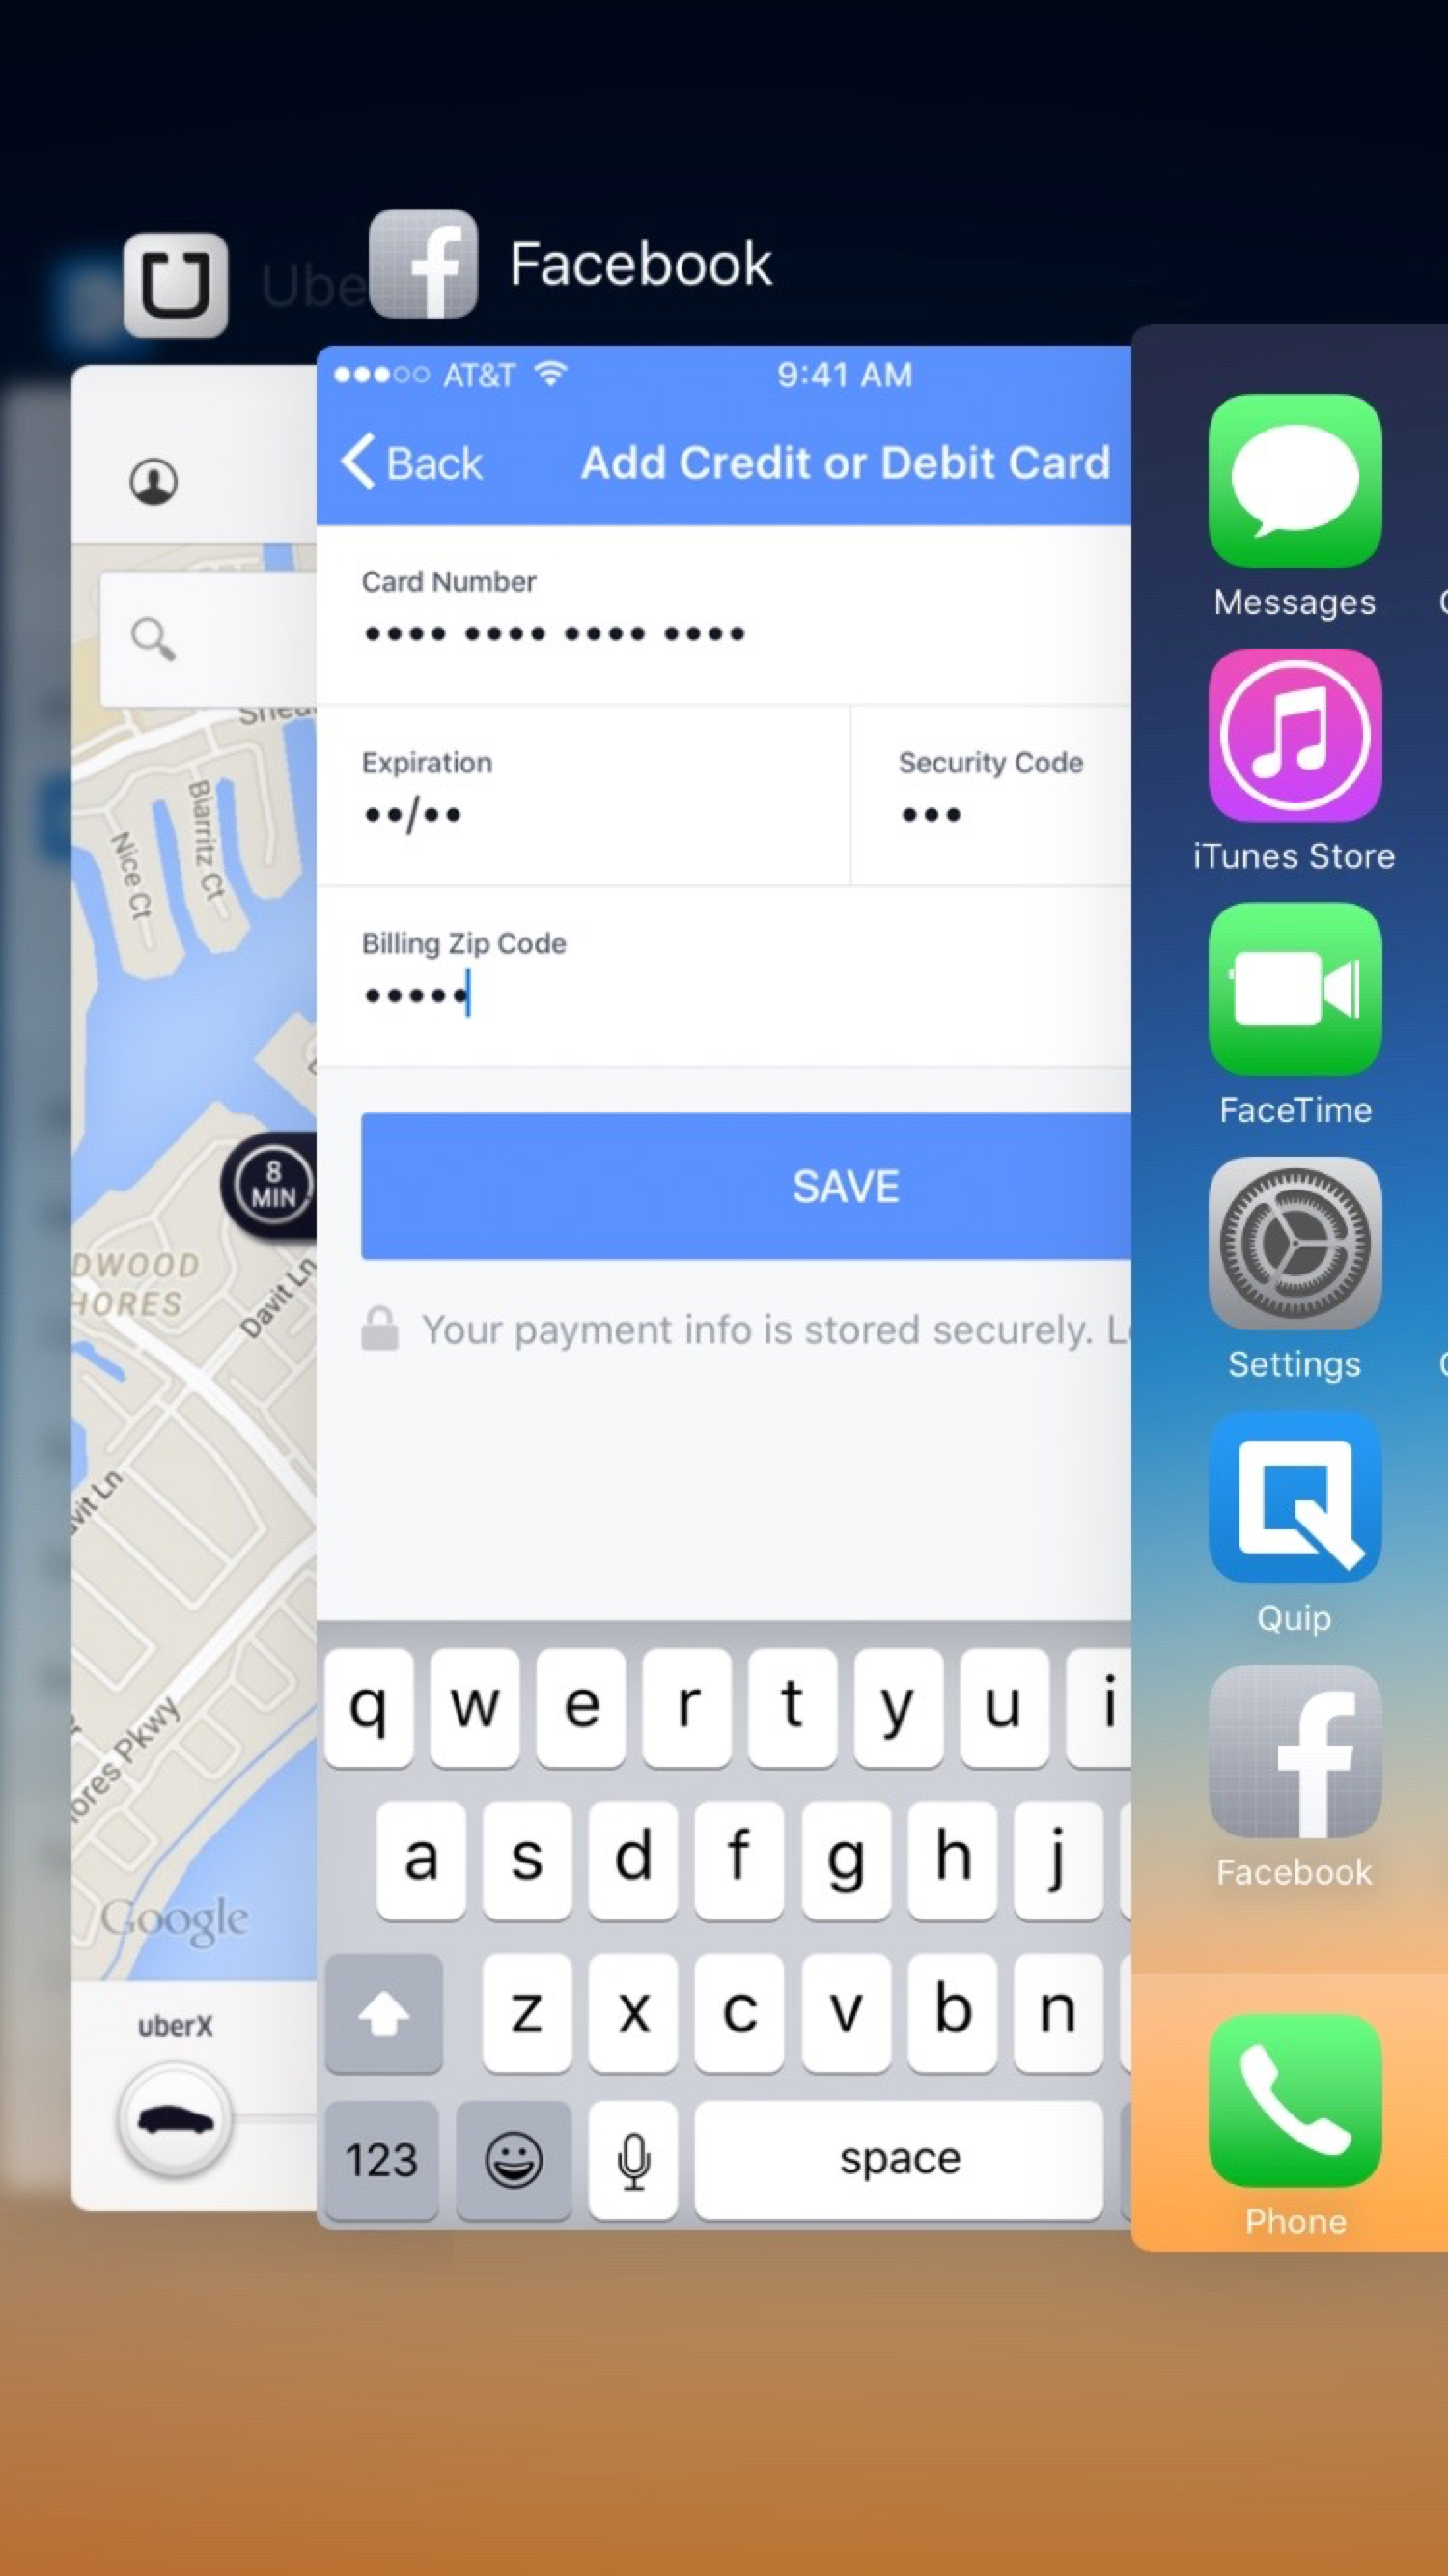 Ube
Facebook
AT&T
9:41 AM
Back
Add Credit or Debit Card
Card Number
•••• •••• •••• ••••
Expiration
••/••
Security Code
•••
Billing Zip Code
•••••
SAVE
Your payment info is stored securely. L
q w e r t y u i
a s d f g h j
z x c v b n
123
space
Biarritz Ct
Nice Ct
8
MIN
DWOOD
HORES
Davit Ln
vit Ln
ores Pkwy
Google
uberX
Messages
iTunes Store
FaceTime
Settings
Quip
Facebook
Phone